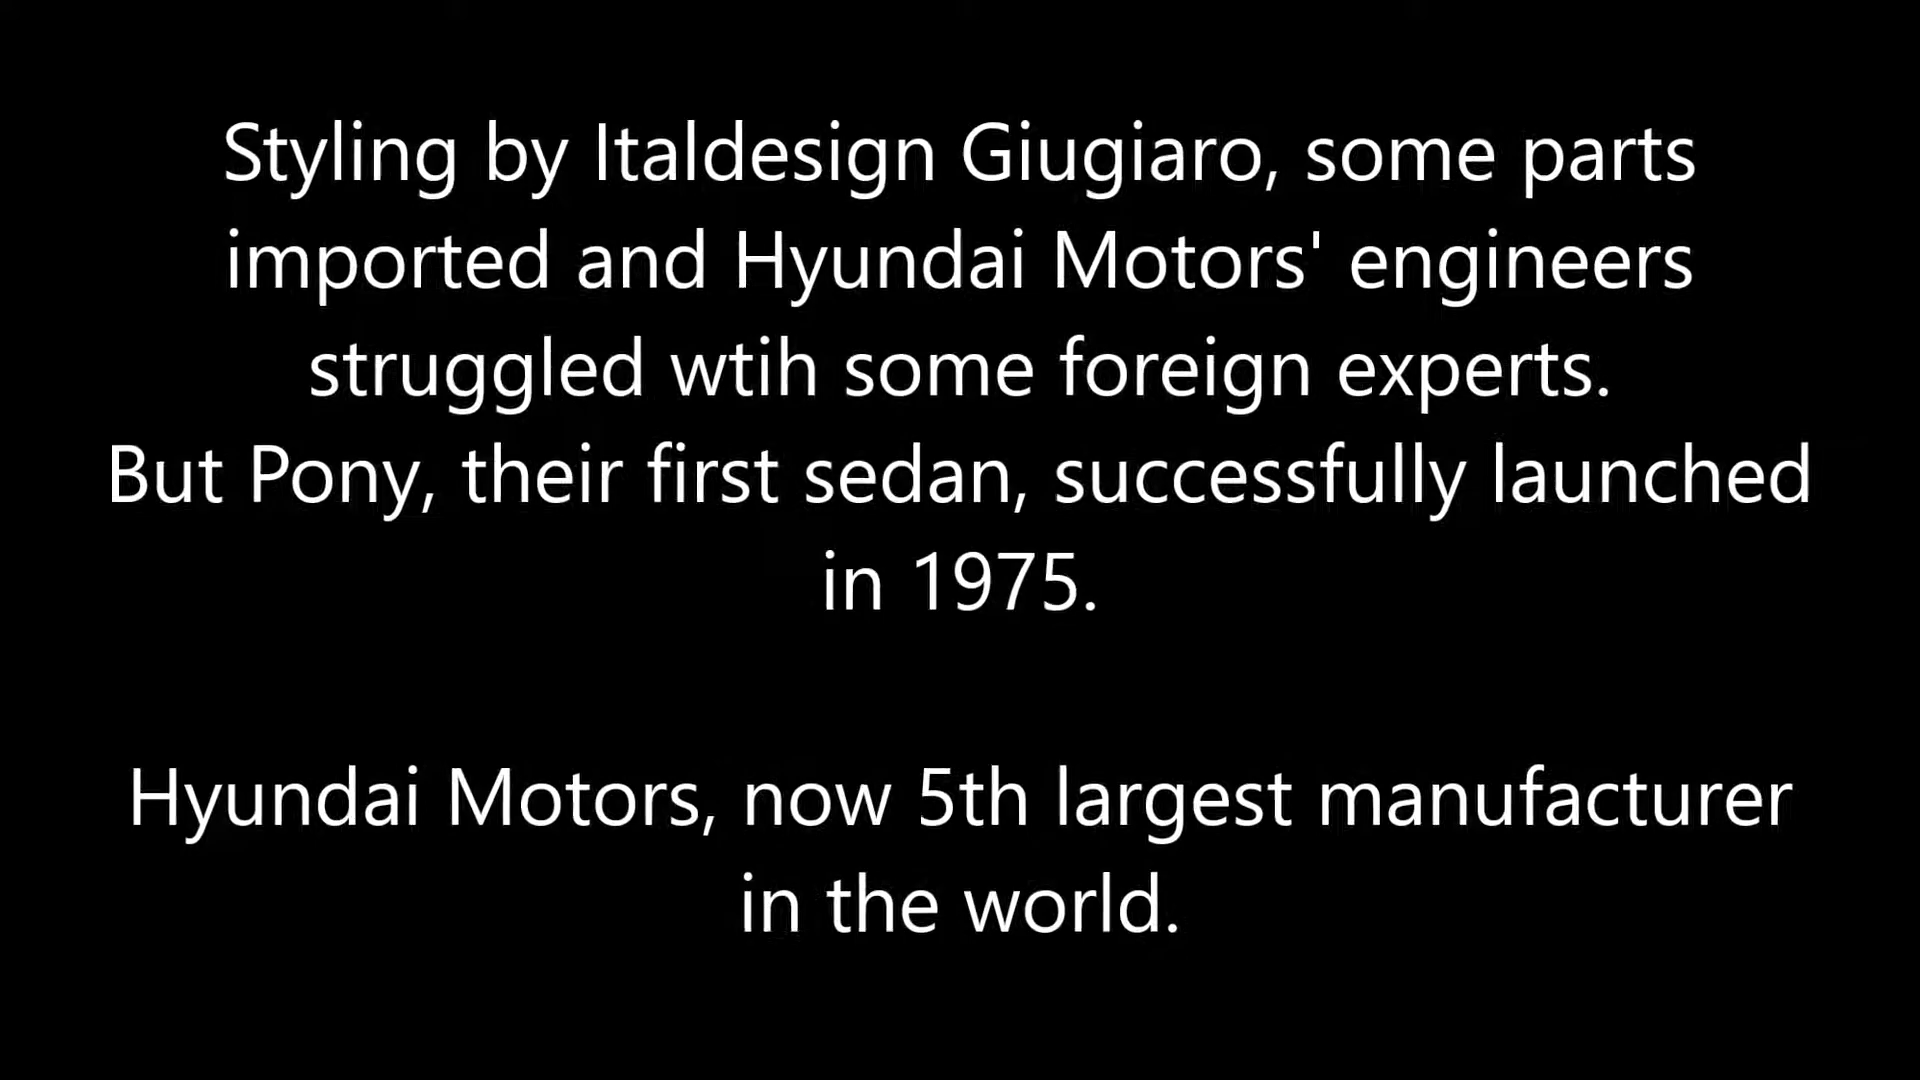 Styling by Italdesign Giugiaro, some parts
imported and Hyundai Motors' engineers
struggled wtih some foreign experts.
But Pony, their first sedan, successfully launched
in 1975.
Hyundai Motors, now 5th largest manufacturer
in the world.